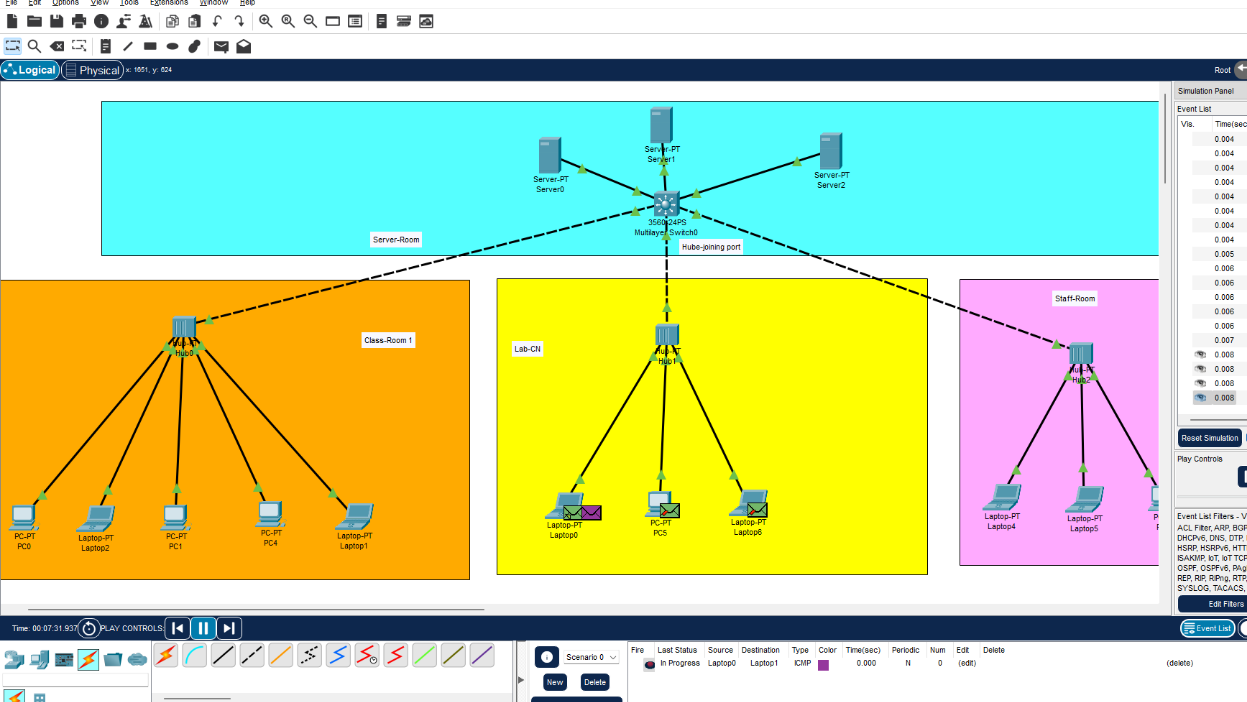 File Edit Options View Tools Extensions Window Help
Logical Physical x: 1651, y: 624
Root
Simulation Panel
Event List
Vis. Time(sec
0.004
0.004
0.004
0.004
0.004
0.004
0.004
0.004
0.005
0.006
0.006
0.006
0.006
0.006
0.007
0.008
0.008
0.008
0.008
Reset Simulation
Play Controls
Event List Filters - V
ACL Filter, ARP, BGP
DHCPv6, DNS, DTP,
HSRP, HSRPv6, HTT
ISAKMP, IoT, IoT TCP
OSPF, OSPFv6, PAg
REP, RIP, RIPng, RTP
SYSLOG, TACACS,
Edit Filters
Event List
Server-PT
Server0
Server-PT
Server1
Server-PT
Server2
3560-24PS
Multilayer Switch0
Server-Room
Hube-joining port
Class-Room 1
Lab-CN
Staff-Room
Hub-PT
Hub0
Hub-PT
Hub1
Hub-PT
Hub2
PC-PT
PC0
Laptop-PT
Laptop2
PC-PT
PC1
PC-PT
PC4
Laptop-PT
Laptop1
Laptop-PT
Laptop0
PC-PT
PC5
Laptop-PT
Laptop6
Laptop-PT
Laptop4
Laptop-PT
Laptop5
Time: 00:07:31.937 PLAY CONTROLS:
Scenario 0
New Delete
Fire Last Status Source Destination Type Color Time(sec) Periodic Num Edit Delete
In Progress Laptop0 Laptop1 ICMP 0.000 N 0 (edit) (delete)